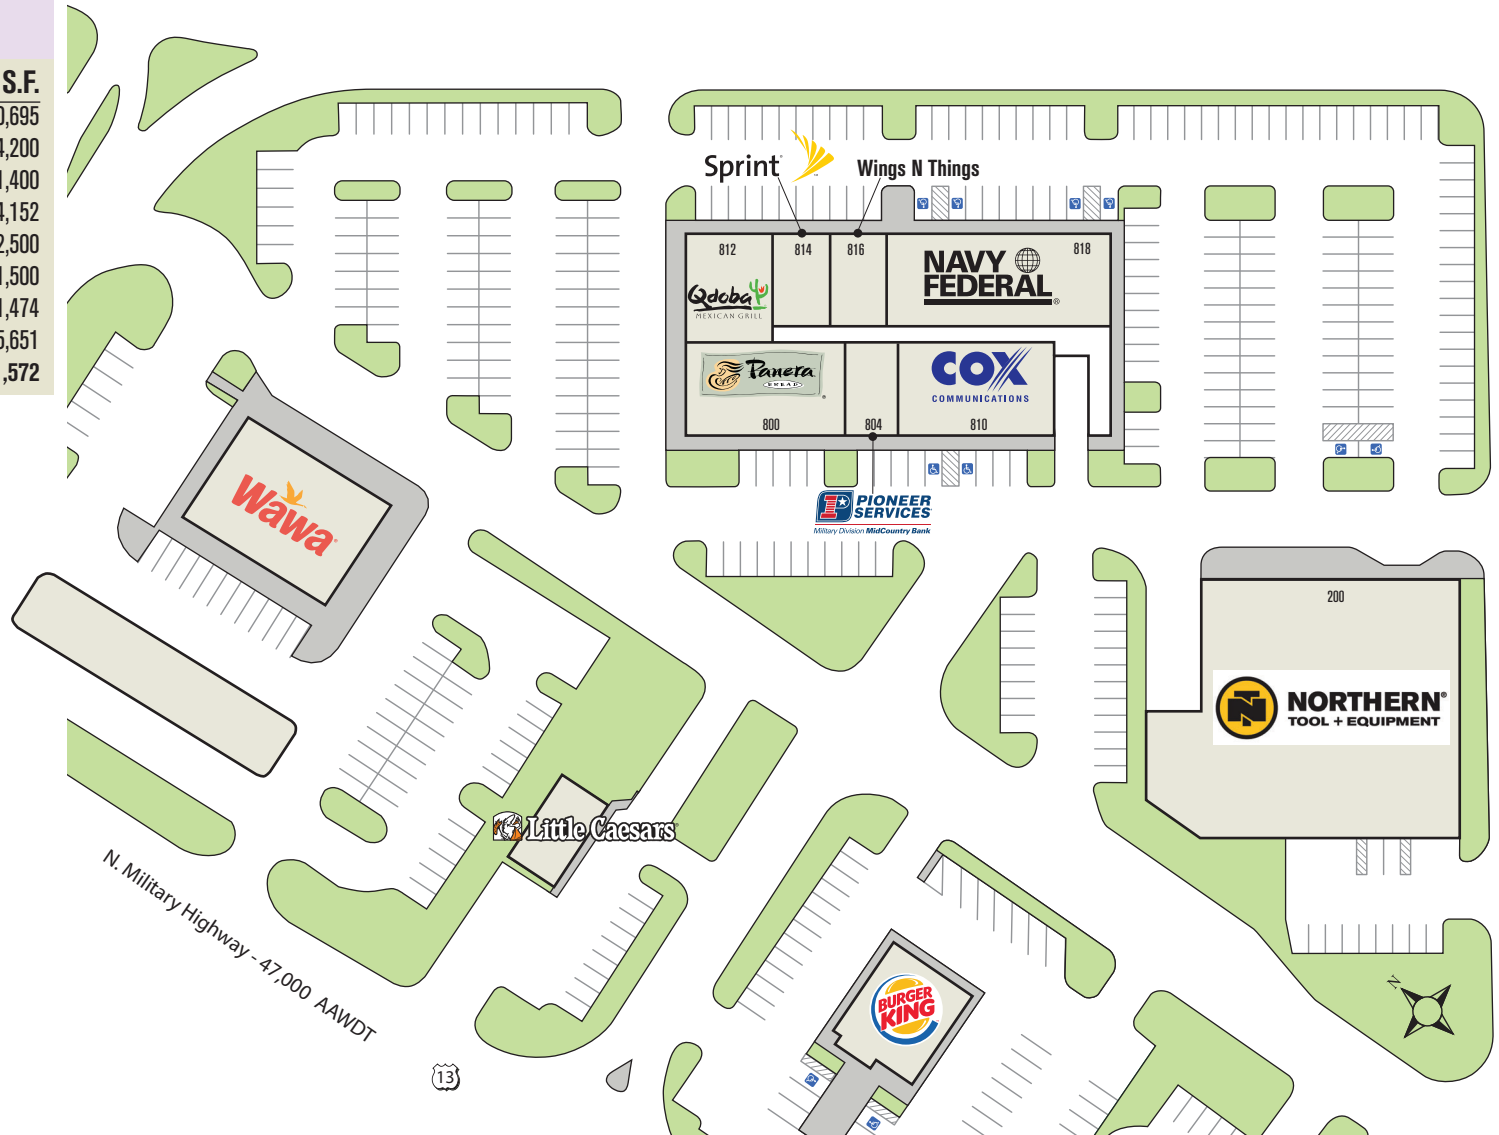 S.F.
,695
,200
,400
,152
,500
,500
,474
,651
,572
Sprint
Wings N Things
812
814
816
818
Qdoba
MEXICAN GRILL
NAVY
FEDERAL®
Panera
BREAD
COX
COMMUNICATIONS
800
804
810
PIONEER
SERVICES
Military Division MidCountry Bank
Wawa
200
NORTHERN®
TOOL + EQUIPMENT
Little Caesars
N. Military Highway - 47,000 AAWDT
13
BURGER
KING
N